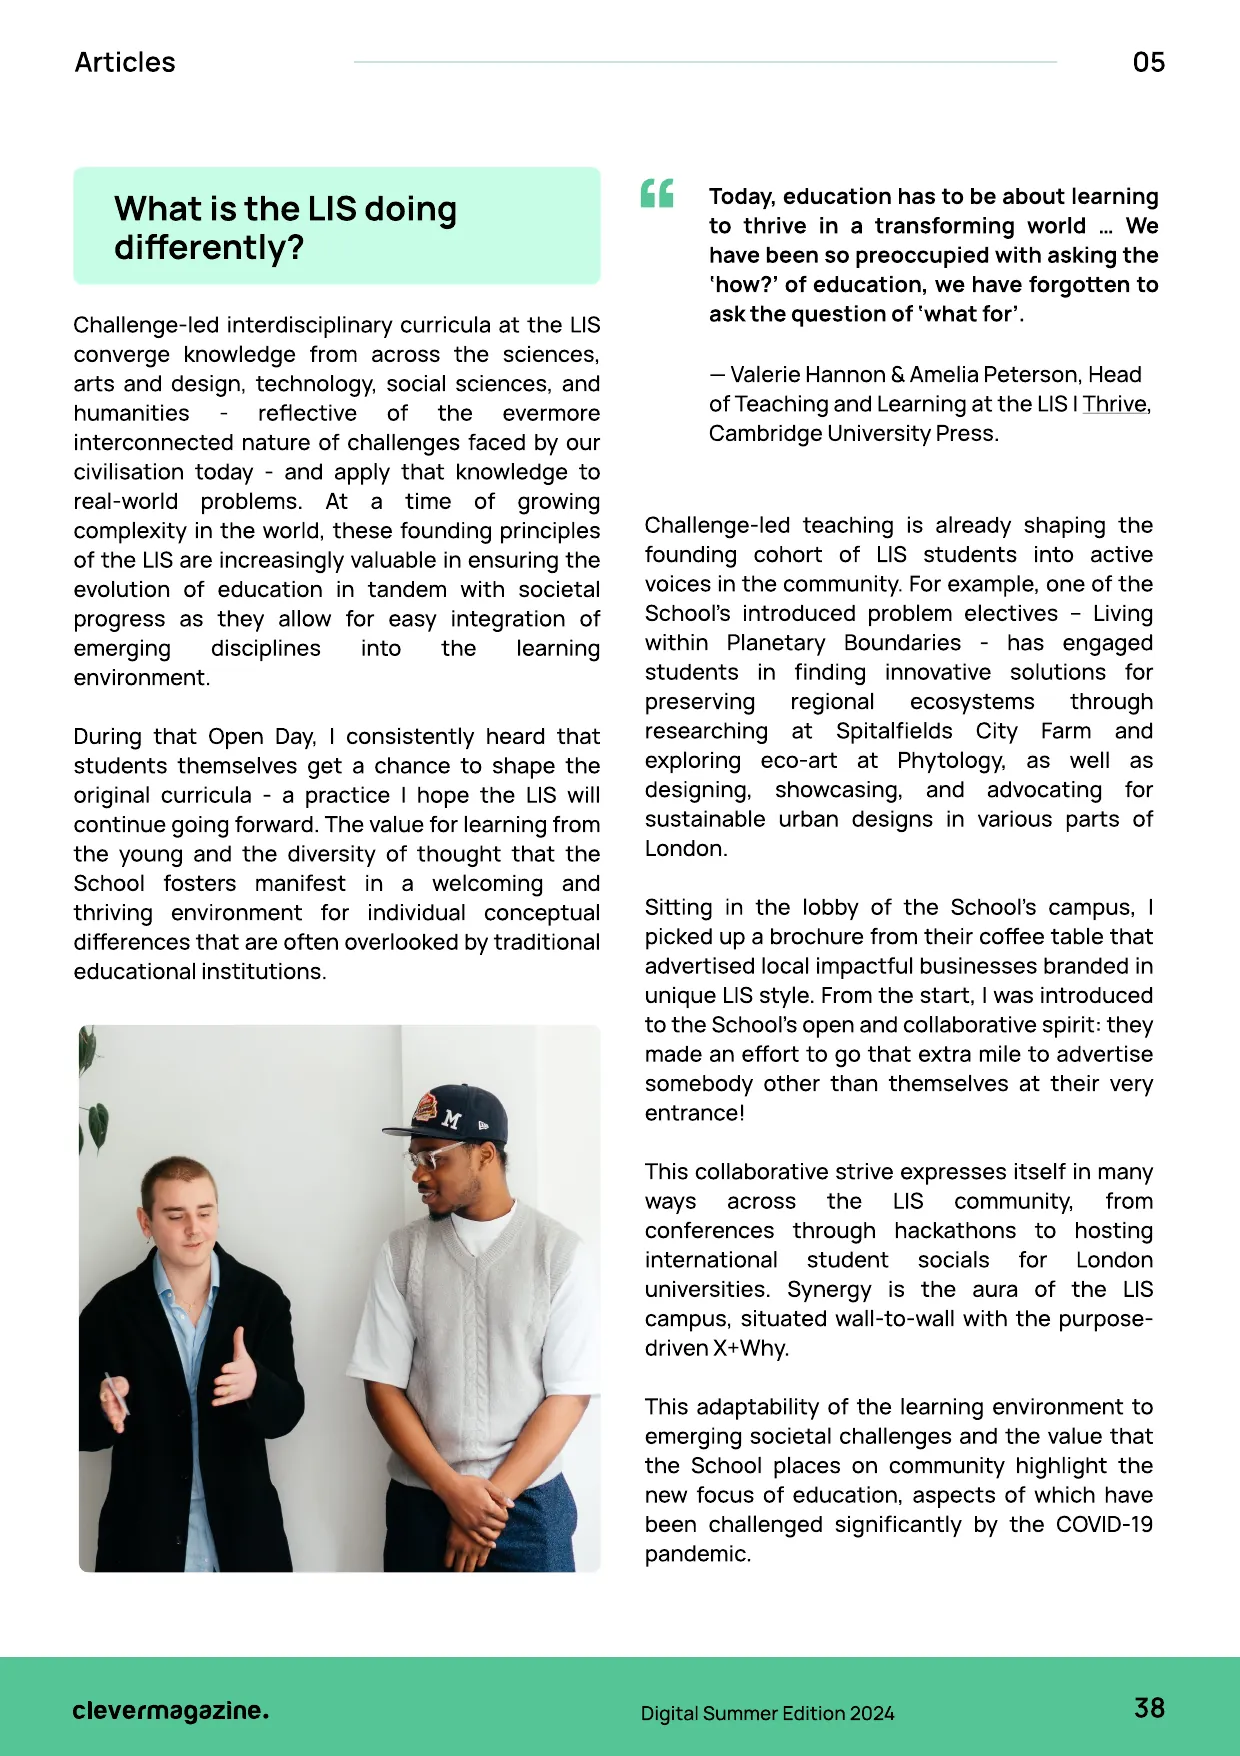 Articles
05
What is the LIS doing
differently?
Challenge-led interdisciplinary curricula at the LIS
converge knowledge from across the sciences,
arts and design, technology, social sciences, and
humanities - reflective of the evermore
interconnected nature of challenges faced by our
civilisation today - and apply that knowledge to
real-world problems. At a time of growing
complexity in the world, these founding principles
of the LIS are increasingly valuable in ensuring the
evolution of education in tandem with societal
progress as they allow for easy integration of
emerging disciplines into the learning
environment.
During that Open Day, I consistently heard that
students themselves get a chance to shape the
original curricula - a practice I hope the LIS will
continue going forward. The value for learning from
the young and the diversity of thought that the
School fosters manifest in a welcoming and
thriving environment for individual conceptual
differences that are often overlooked by traditional
educational institutions.
M
“
Today, education has to be about learning
to thrive in a transforming world … We
have been so preoccupied with asking the
‘how?’ of education, we have forgotten to
ask the question of ‘what for’.
— Valerie Hannon & Amelia Peterson, Head
of Teaching and Learning at the LIS | Thrive,
Cambridge University Press.
Challenge-led teaching is already shaping the
founding cohort of LIS students into active
voices in the community. For example, one of the
School’s introduced problem electives – Living
within Planetary Boundaries - has engaged
students in finding innovative solutions for
preserving regional ecosystems through
researching at Spitalfields City Farm and
exploring eco-art at Phytology, as well as
designing, showcasing, and advocating for
sustainable urban designs in various parts of
London.
Sitting in the lobby of the School’s campus, I
picked up a brochure from their coffee table that
advertised local impactful businesses branded in
unique LIS style. From the start, I was introduced
to the School’s open and collaborative spirit: they
made an effort to go that extra mile to advertise
somebody other than themselves at their very
entrance!
This collaborative strive expresses itself in many
ways across the LIS community, from
conferences through hackathons to hosting
international student socials for London
universities. Synergy is the aura of the LIS
campus, situated wall-to-wall with the purpose-
driven X+Why.
This adaptability of the learning environment to
emerging societal challenges and the value that
the School places on community highlight the
new focus of education, aspects of which have
been challenged significantly by the COVID-19
pandemic.
clevermagazine.
Digital Summer Edition 2024
38